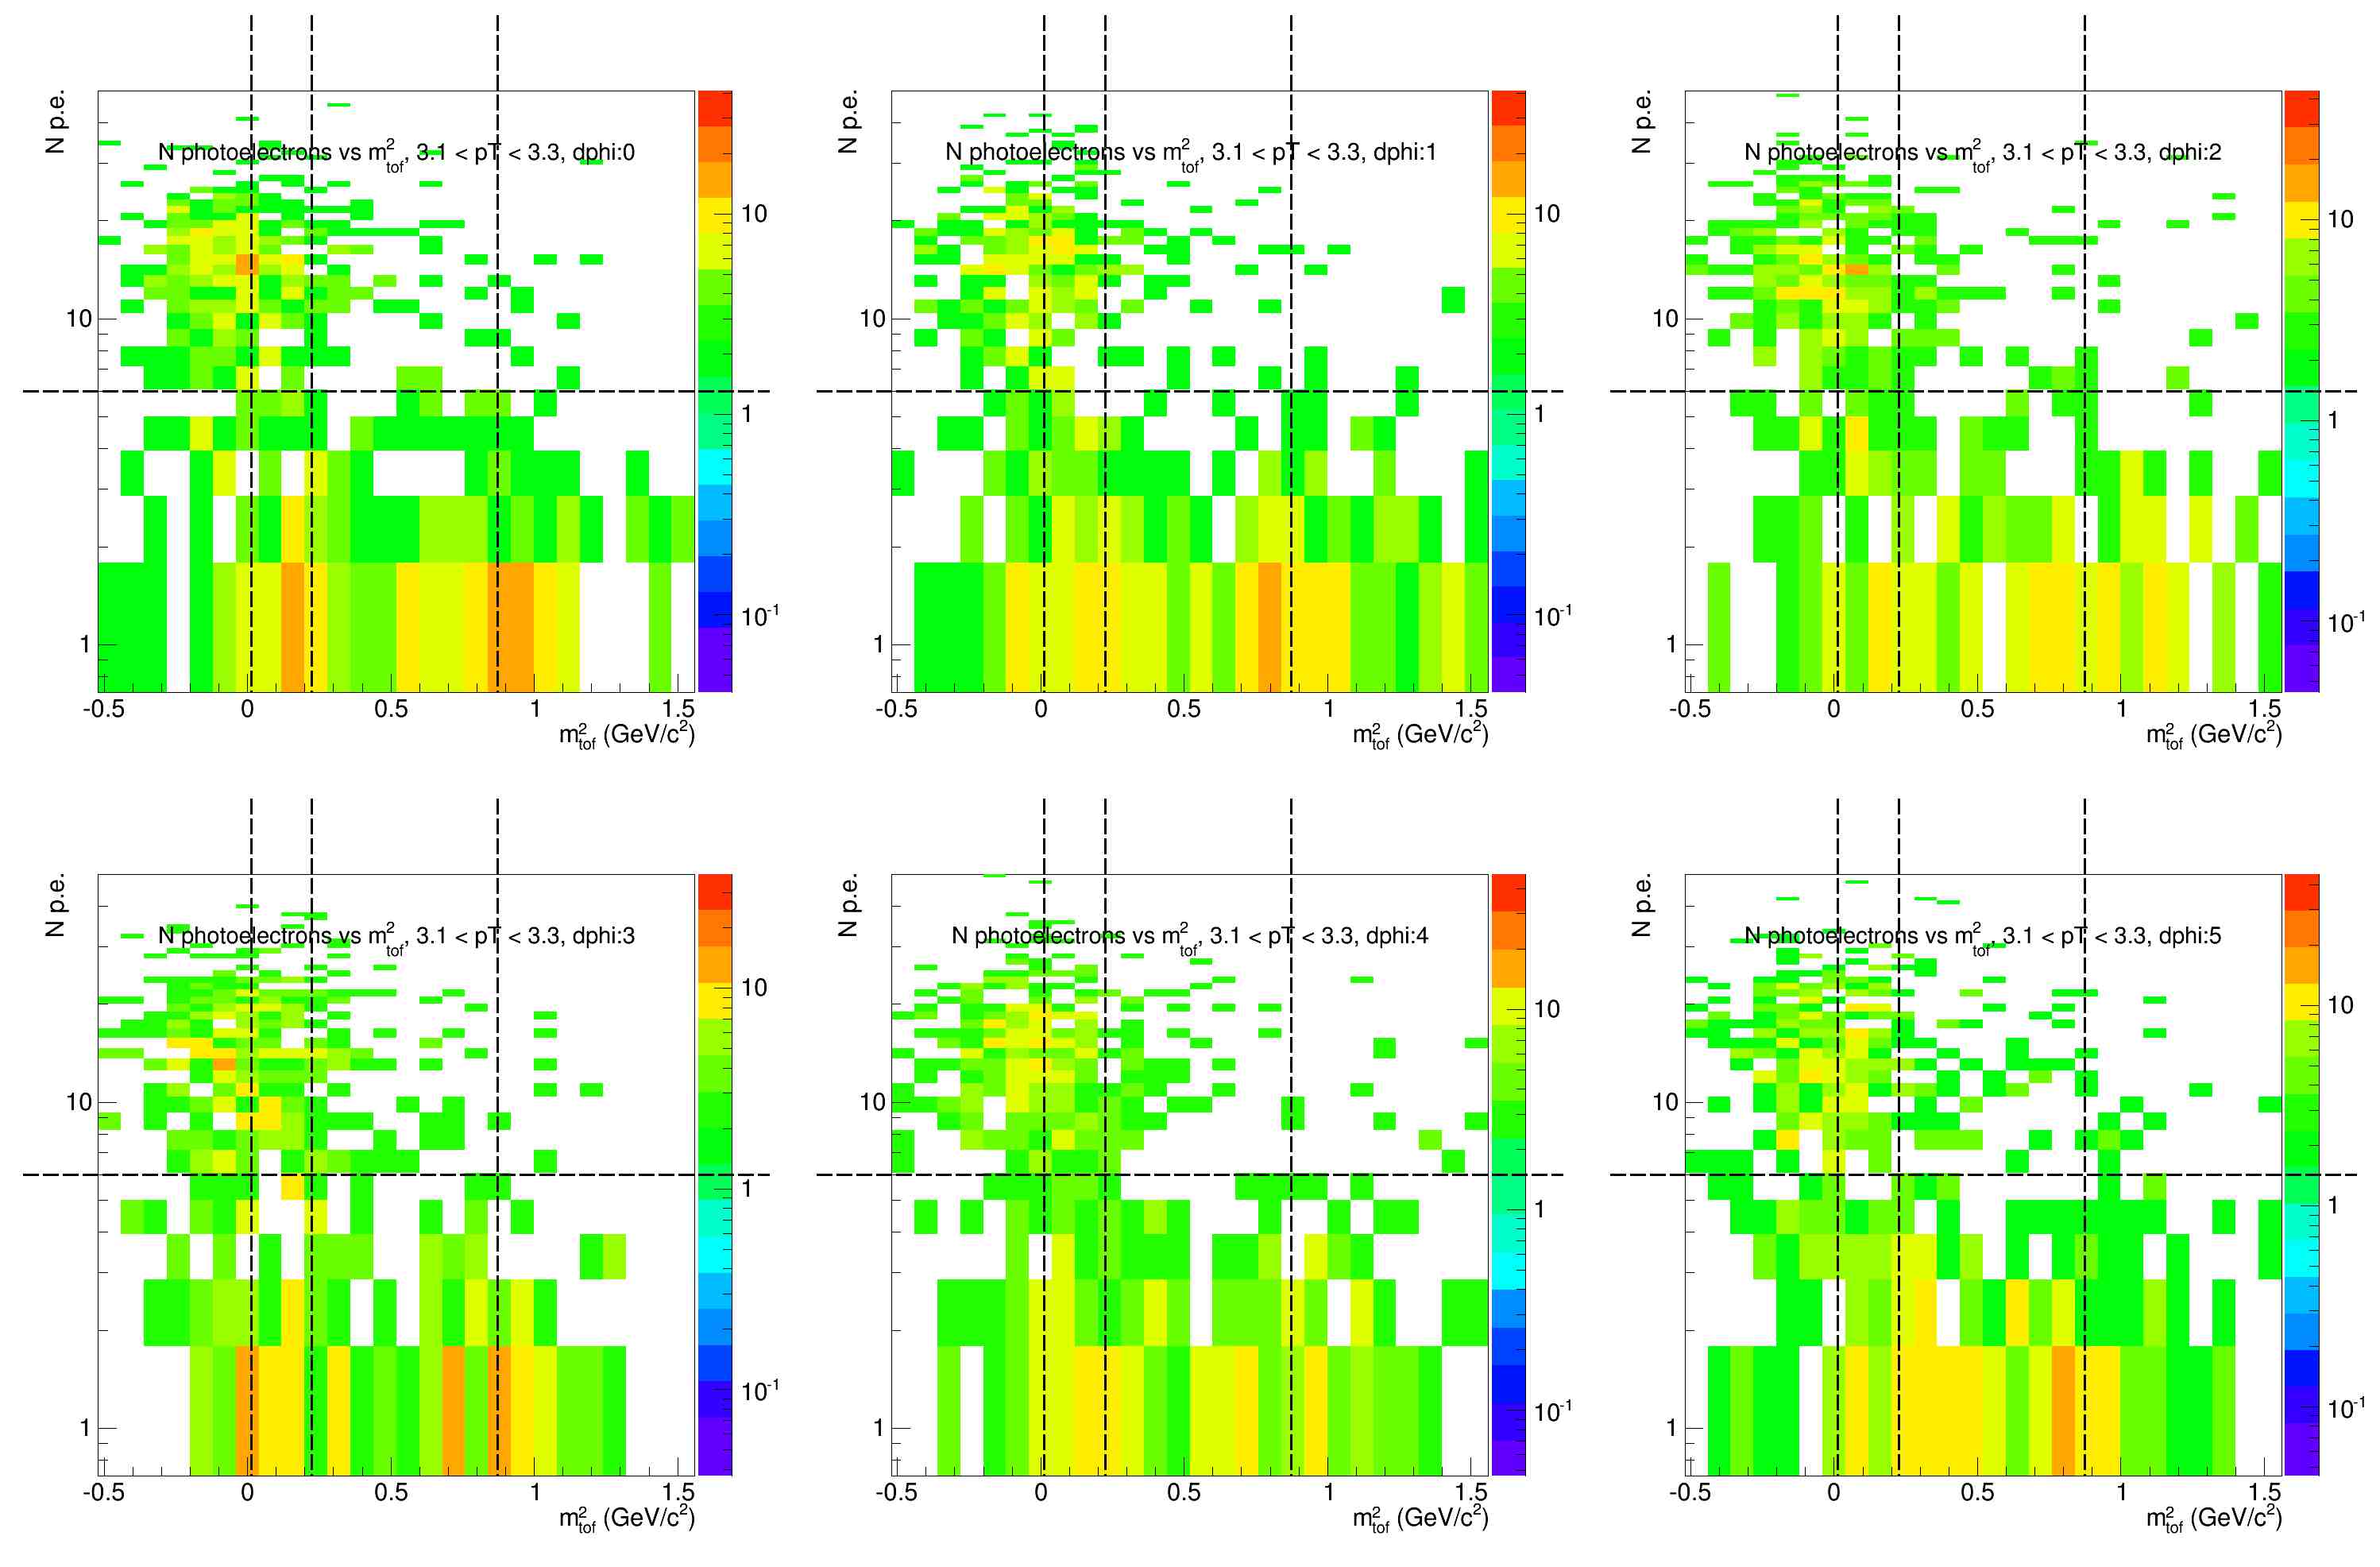 N photoelectrons vs m²tof, 3.1 < pT < 3.3, dphi:0
N p.e.
10
1
-0.5 0 0.5 1 1.5
m²tof (GeV/c²)
10
1
10⁻¹
N photoelectrons vs m²tof, 3.1 < pT < 3.3, dphi:1
N p.e.
10
1
-0.5 0 0.5 1 1.5
m²tof (GeV/c²)
10
1
10⁻¹
N photoelectrons vs m²tof, 3.1 < pT < 3.3, dphi:2
N p.e.
10
1
-0.5 0 0.5 1 1.5
m²tof (GeV/c²)
10
1
10⁻¹
N photoelectrons vs m²tof, 3.1 < pT < 3.3, dphi:3
N p.e.
10
1
-0.5 0 0.5 1 1.5
m²tof (GeV/c²)
10
1
10⁻¹
N photoelectrons vs m²tof, 3.1 < pT < 3.3, dphi:4
N p.e.
10
1
-0.5 0 0.5 1 1.5
m²tof (GeV/c²)
10
1
10⁻¹
N photoelectrons vs m²tof, 3.1 < pT < 3.3, dphi:5
N p.e.
10
1
-0.5 0 0.5 1 1.5
m²tof (GeV/c²)
10
1
10⁻¹